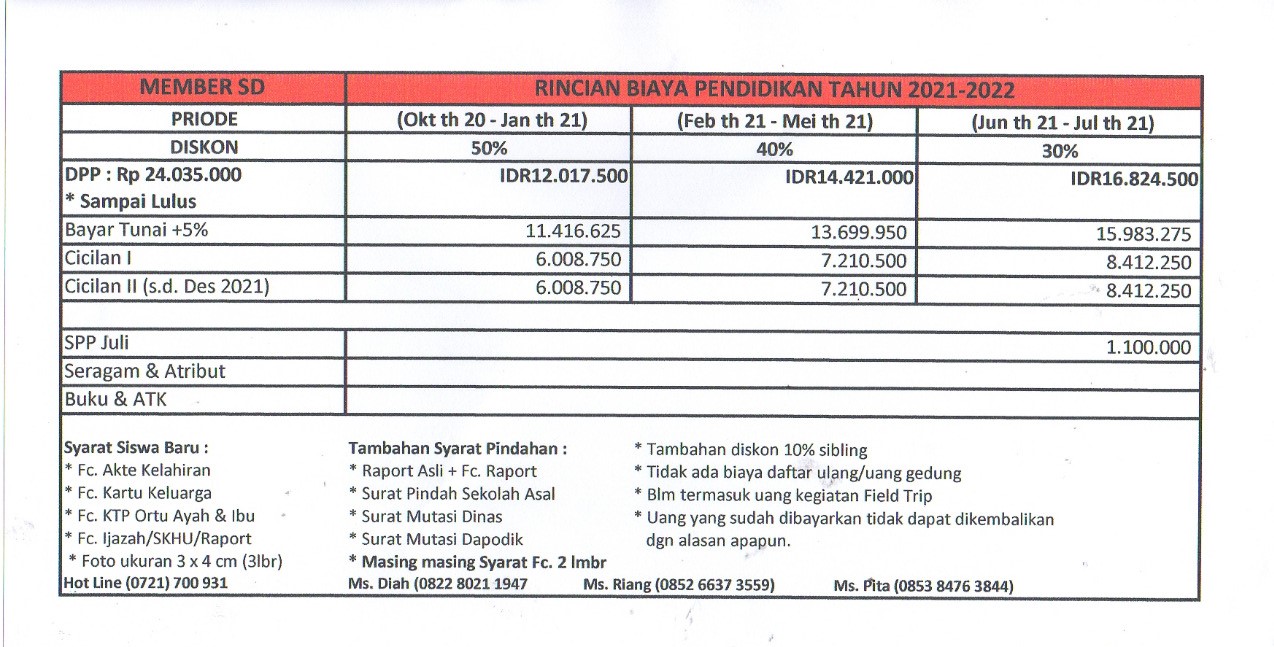 MEMBER SD RINCIAN BIAYA PENDIDIKAN TAHUN 2021-2022
PRIODE (Okt th 20 - Jan th 21) (Feb th 21 - Mei th 21) (Jun th 21 - Jul th 21)
DISKON 50% 40% 30%
DPP : Rp 24.035.000 IDR12.017.500 IDR14.421.000 IDR16.824.500
* Sampai Lulus
Bayar Tunai +5% 11.416.625 13.699.950 15.983.275
Cicilan I 6.008.750 7.210.500 8.412.250
Cicilan II (s.d. Des 2021) 6.008.750 7.210.500 8.412.250
SPP Juli 1.100.000
Seragam & Atribut
Buku & ATK
Syarat Siswa Baru :
* Fc. Akte Kelahiran
* Fc. Kartu Keluarga
* Fc. KTP Ortu Ayah & Ibu
* Fc. Ijazah/SKHU/Raport
* Foto ukuran 3 x 4 cm (3lbr)
Tambahan Syarat Pindahan :
* Raport Asli + Fc. Raport
* Surat Pindah Sekolah Asal
* Surat Mutasi Dinas
* Surat Mutasi Dapodik
* Masing masing Syarat Fc. 2 lmbr
* Tambahan diskon 10% sibling
* Tidak ada biaya daftar ulang/uang gedung
* Blm termasuk uang kegiatan Field Trip
* Uang yang sudah dibayarkan tidak dapat dikembalikan
dgn alasan apapun.
Hot Line (0721) 700 931 Ms. Diah (0822 8021 1947 Ms. Riang (0852 6637 3559) Ms. Pita (0853 8476 3844)